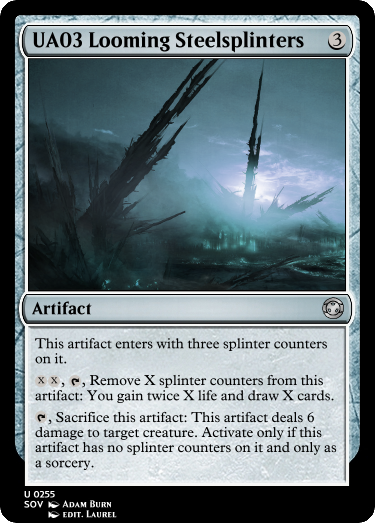 UA03 Looming Steelsplinters 3
Artifact
This artifact enters with three splinter counters
on it.
X X, , Remove X splinter counters from this
artifact: You gain twice X life and draw X cards.
, Sacrifice this artifact: This artifact deals 6
damage to target creature. Activate only if this
artifact has no splinter counters on it and only as
a sorcery.
U 0255
SOV Adam Burn
edit. Laurel